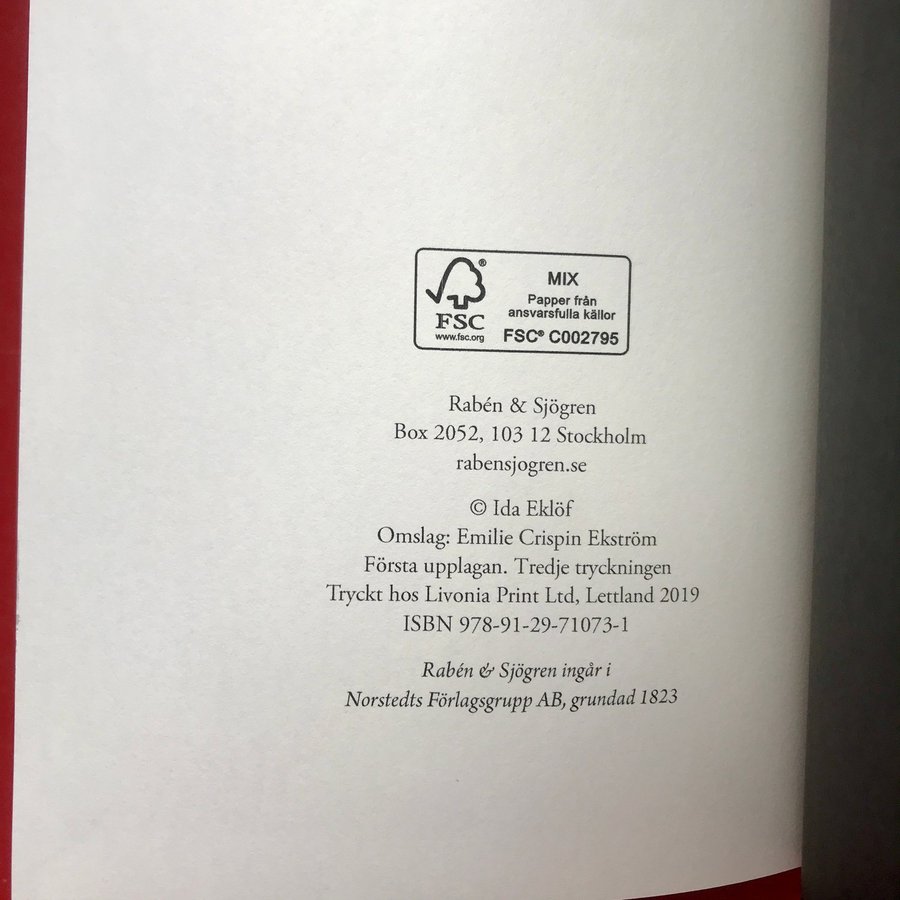 ®
FSC
www.fsc.org
MIX
Papper från
ansvarsfulla källor
FSC® C002795
Rabén & Sjögren
Box 2052, 103 12 Stockholm
rabensjogren.se
© Ida Eklöf
Omslag: Emilie Crispin Ekström
Första upplagan. Tredje tryckningen
Tryckt hos Livonia Print Ltd, Lettland 2019
ISBN 978-91-29-71073-1
Rabén & Sjögren ingår i
Norstedts Förlagsgrupp AB, grundad 1823